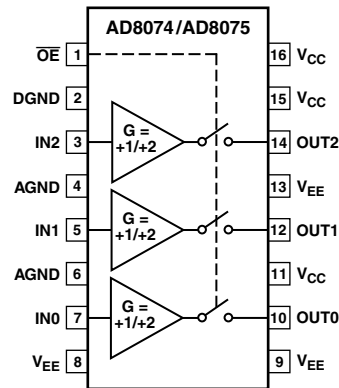 AD8074/AD8075
OE 1 16 VCC
DGND 2 15 VCC
G =
+1/+2
IN2 3 14 OUT2
AGND 4 13 VEE
G =
+1/+2
IN1 5 12 OUT1
AGND 6 11 VCC
G =
+1/+2
IN0 7 10 OUT0
VEE 8 9 VEE